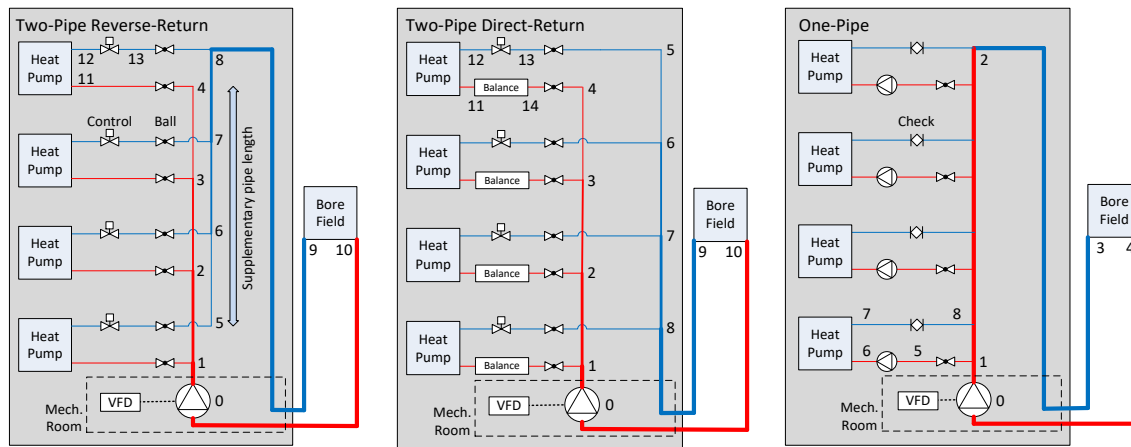 Two-Pipe Reverse-Return
Heat
Pump
12
13
8
11
4
Control
Ball
Heat
Pump
7
3
Supplementary pipe length
Heat
Pump
6
2
Heat
Pump
5
1
Bore
Field
9
10
VFD
0
Mech.
Room
Two-Pipe Direct-Return
Heat
Pump
12
13
5
Balance
11
14
4
Heat
Pump
6
Balance
3
Heat
Pump
7
Balance
2
Heat
Pump
8
Balance
1
Bore
Field
9
10
VFD
0
Mech.
Room
One-Pipe
Heat
Pump
2
Check
Heat
Pump
Heat
Pump
Heat
Pump
7
8
6
5
1
Bore
Field
3
4
VFD
0
Mech.
Room